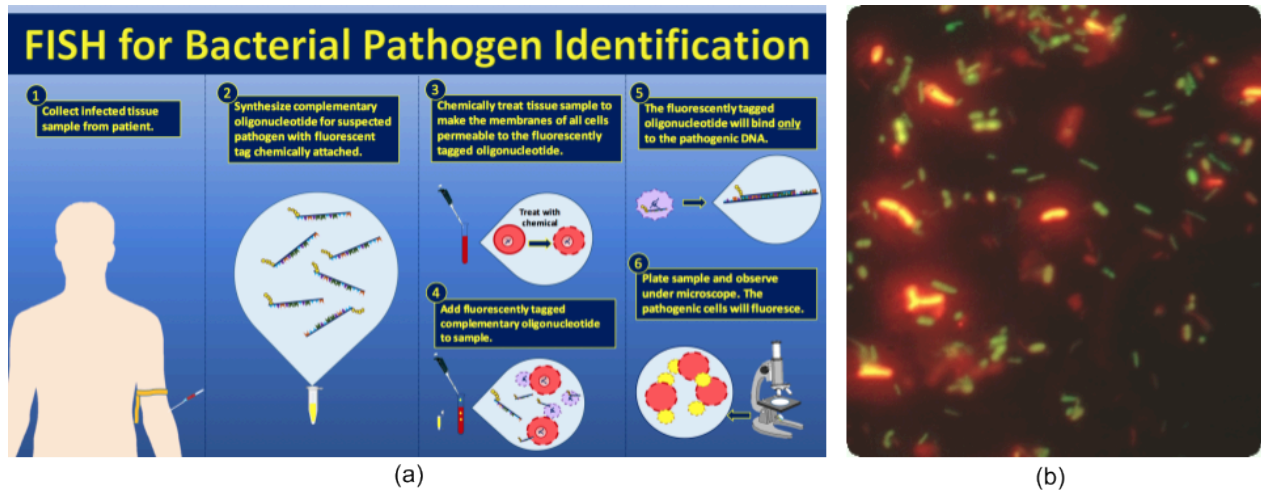 FISH for Bacterial Pathogen Identification
1
Collect infected tissue
sample from patient.
2
Synthesize complementary
oligonucleotide for suspected
pathogen with fluorescent
tag chemically attached.
3
Chemically treat tissue sample to
make the membranes of all cells
permeable to the fluorescently
tagged oligonucleotide.
Treat with
chemical
4
Add fluorescently tagged
complementary oligonucleotide
to sample.
5
The fluorescently tagged
oligonucleotide will bind only
to the pathogenic DNA.
6
Plate sample and observe
under microscope. The
pathogenic cells will fluoresce.
(a)
(b)